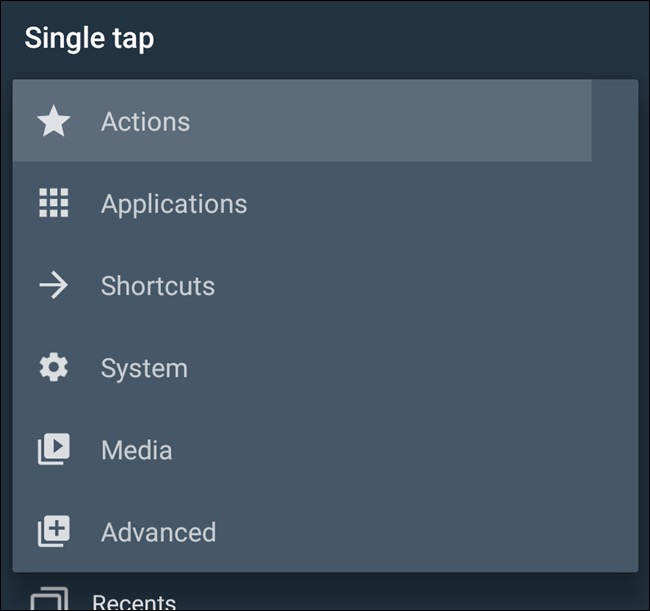 Single tap
Actions
Applications
Shortcuts
System
Media
Advanced
Recents